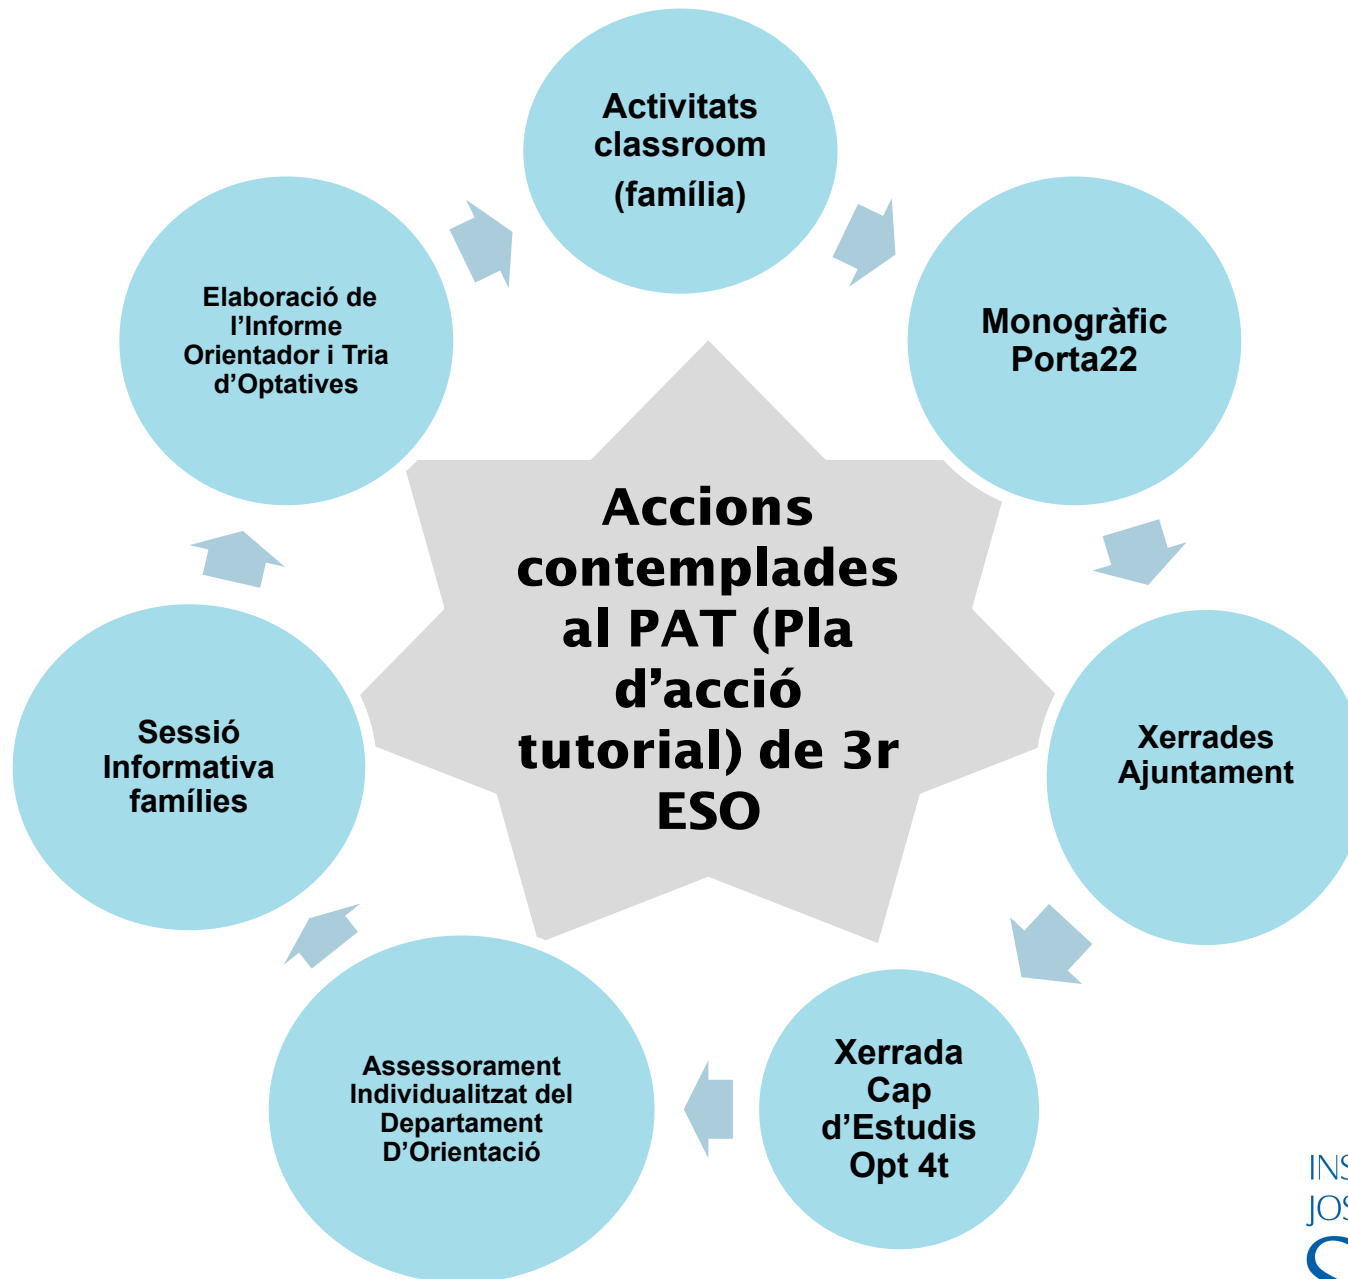 Activitats
classroom
(família)
Monogràfic
Porta22
Xerrades
Ajuntament
Xerrada
Cap
d’Estudis
Opt 4t
Assessorament
Individualitzat del
Departament
D’Orientació
Sessió
Informativa
famílies
Elaboració de
l’Informe
Orientador i Tria
d’Optatives
Accions
contemplades
al PAT (Pla
d’acció
tutorial) de 3r
ESO